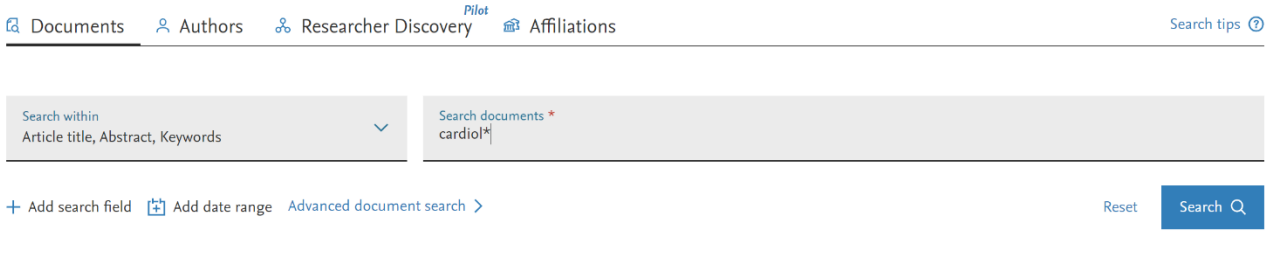 Pilot
Documents Authors Researcher Discovery Affiliations Search tips ?
Search within
Article title, Abstract, Keywords
Search documents *
cardiol*
+ Add search field Add date range Advanced document search > Reset Search